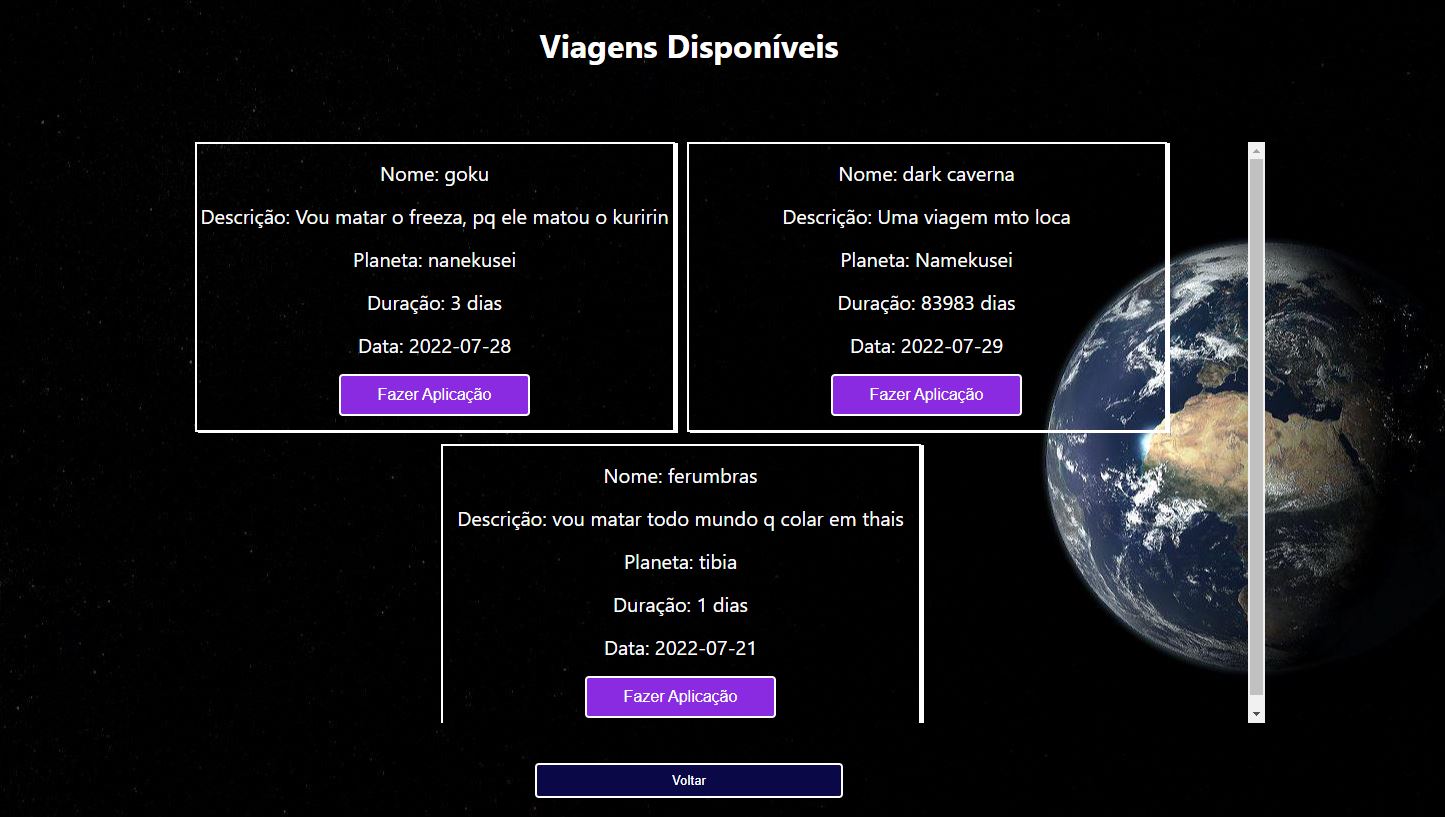 Viagens Disponíveis
Nome: goku
Descrição: Vou matar o freeza, pq ele matou o kuririn
Planeta: nanekusei
Duração: 3 dias
Data: 2022-07-28
Fazer Aplicação
Nome: dark caverna
Descrição: Uma viagem mto loca
Planeta: Namekusei
Duração: 83983 dias
Data: 2022-07-29
Fazer Aplicação
Nome: ferumbras
Descrição: vou matar todo mundo q colar em thais
Planeta: tibia
Duração: 1 dias
Data: 2022-07-21
Fazer Aplicação
Voltar